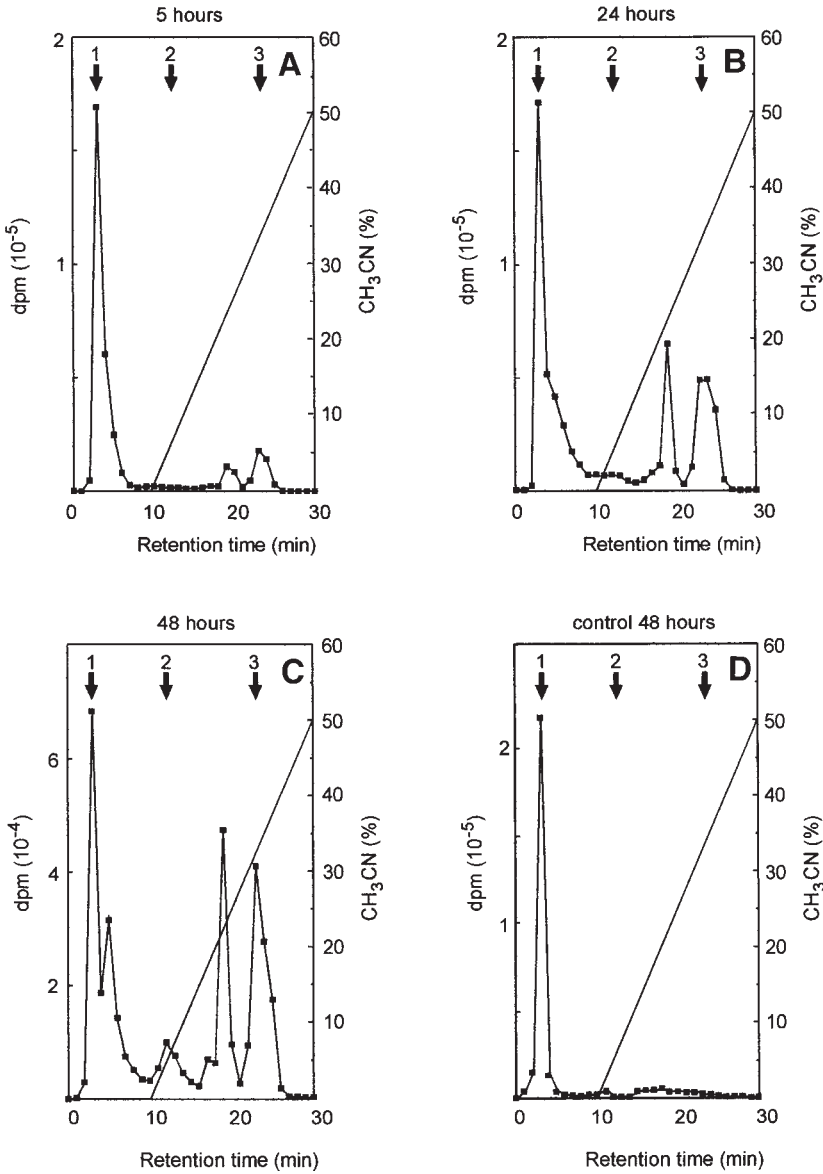 5 hours
A
1 2 3
2
1
dpm (10-5)
60
50
40
30
20
10
CH3CN (%)
0 10 20 30
Retention time (min)
24 hours
B
1 2 3
2
1
dpm (10-5)
60
50
40
30
20
10
CH3CN (%)
0 10 20 30
Retention time (min)
48 hours
C
1 2 3
6
4
2
dpm (10-4)
60
50
40
30
20
10
CH3CN (%)
0 10 20 30
Retention time (min)
control 48 hours
D
1 2 3
2
1
dpm (10-5)
60
50
40
30
20
10
CH3CN (%)
0 10 20 30
Retention time (min)